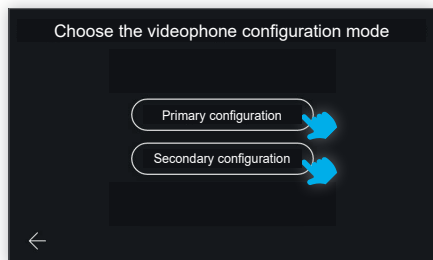 Choose the videophone configuration mode
Primary configuration
Secondary configuration